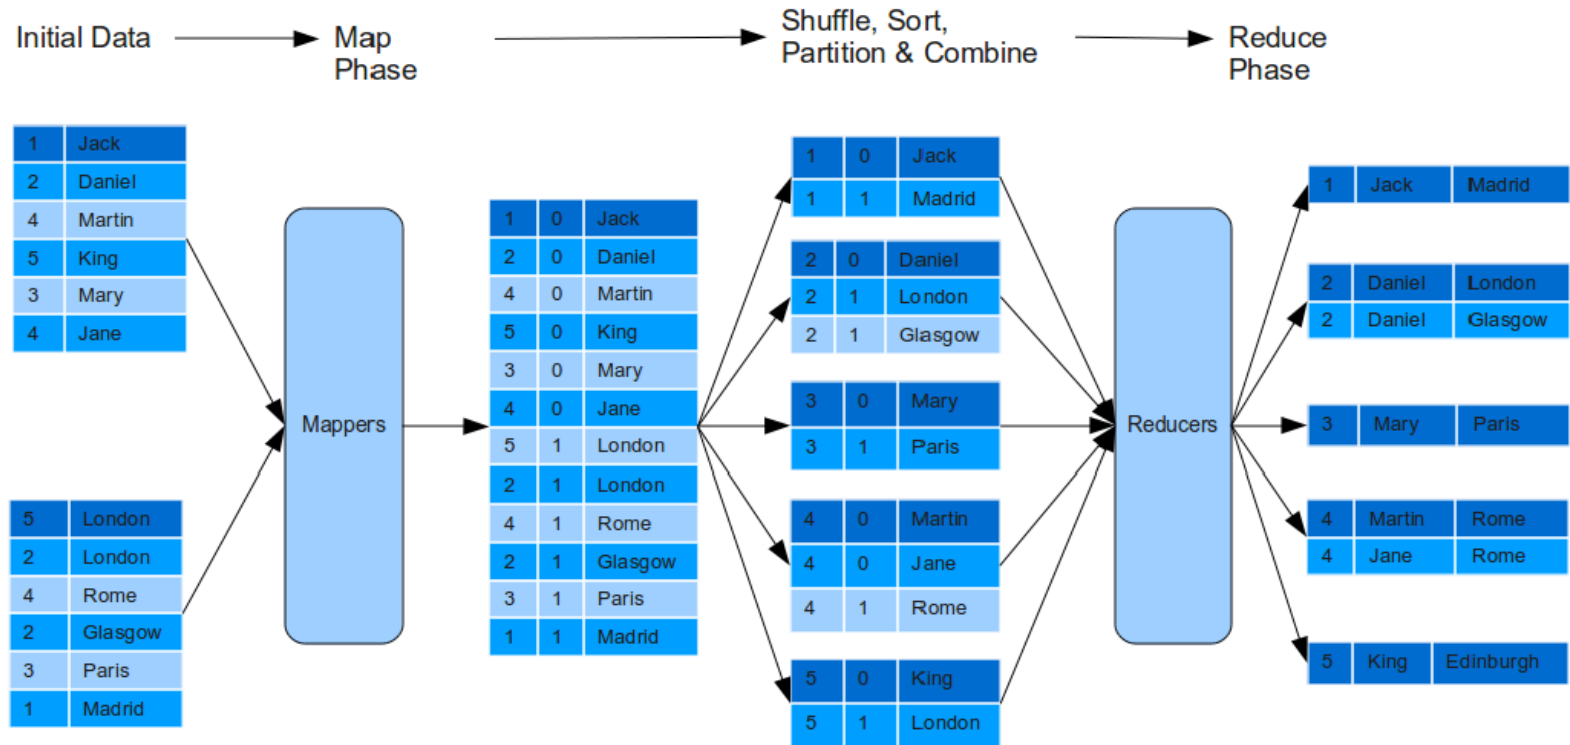 Initial Data
Map
Phase
Shuffle, Sort,
Partition & Combine
Reduce
Phase
1 Jack
2 Daniel
4 Martin
5 King
3 Mary
4 Jane
5 London
2 London
4 Rome
2 Glasgow
3 Paris
1 Madrid
Mappers
1 0 Jack
2 0 Daniel
4 0 Martin
5 0 King
3 0 Mary
4 0 Jane
5 1 London
2 1 London
4 1 Rome
2 1 Glasgow
3 1 Paris
1 1 Madrid
1 0 Jack
1 1 Madrid
2 0 Daniel
2 1 London
2 1 Glasgow
3 0 Mary
3 1 Paris
4 0 Martin
4 0 Jane
4 1 Rome
5 0 King
5 1 London
Reducers
1 Jack Madrid
2 Daniel London
2 Daniel Glasgow
3 Mary Paris
4 Martin Rome
4 Jane Rome
5 King Edinburgh